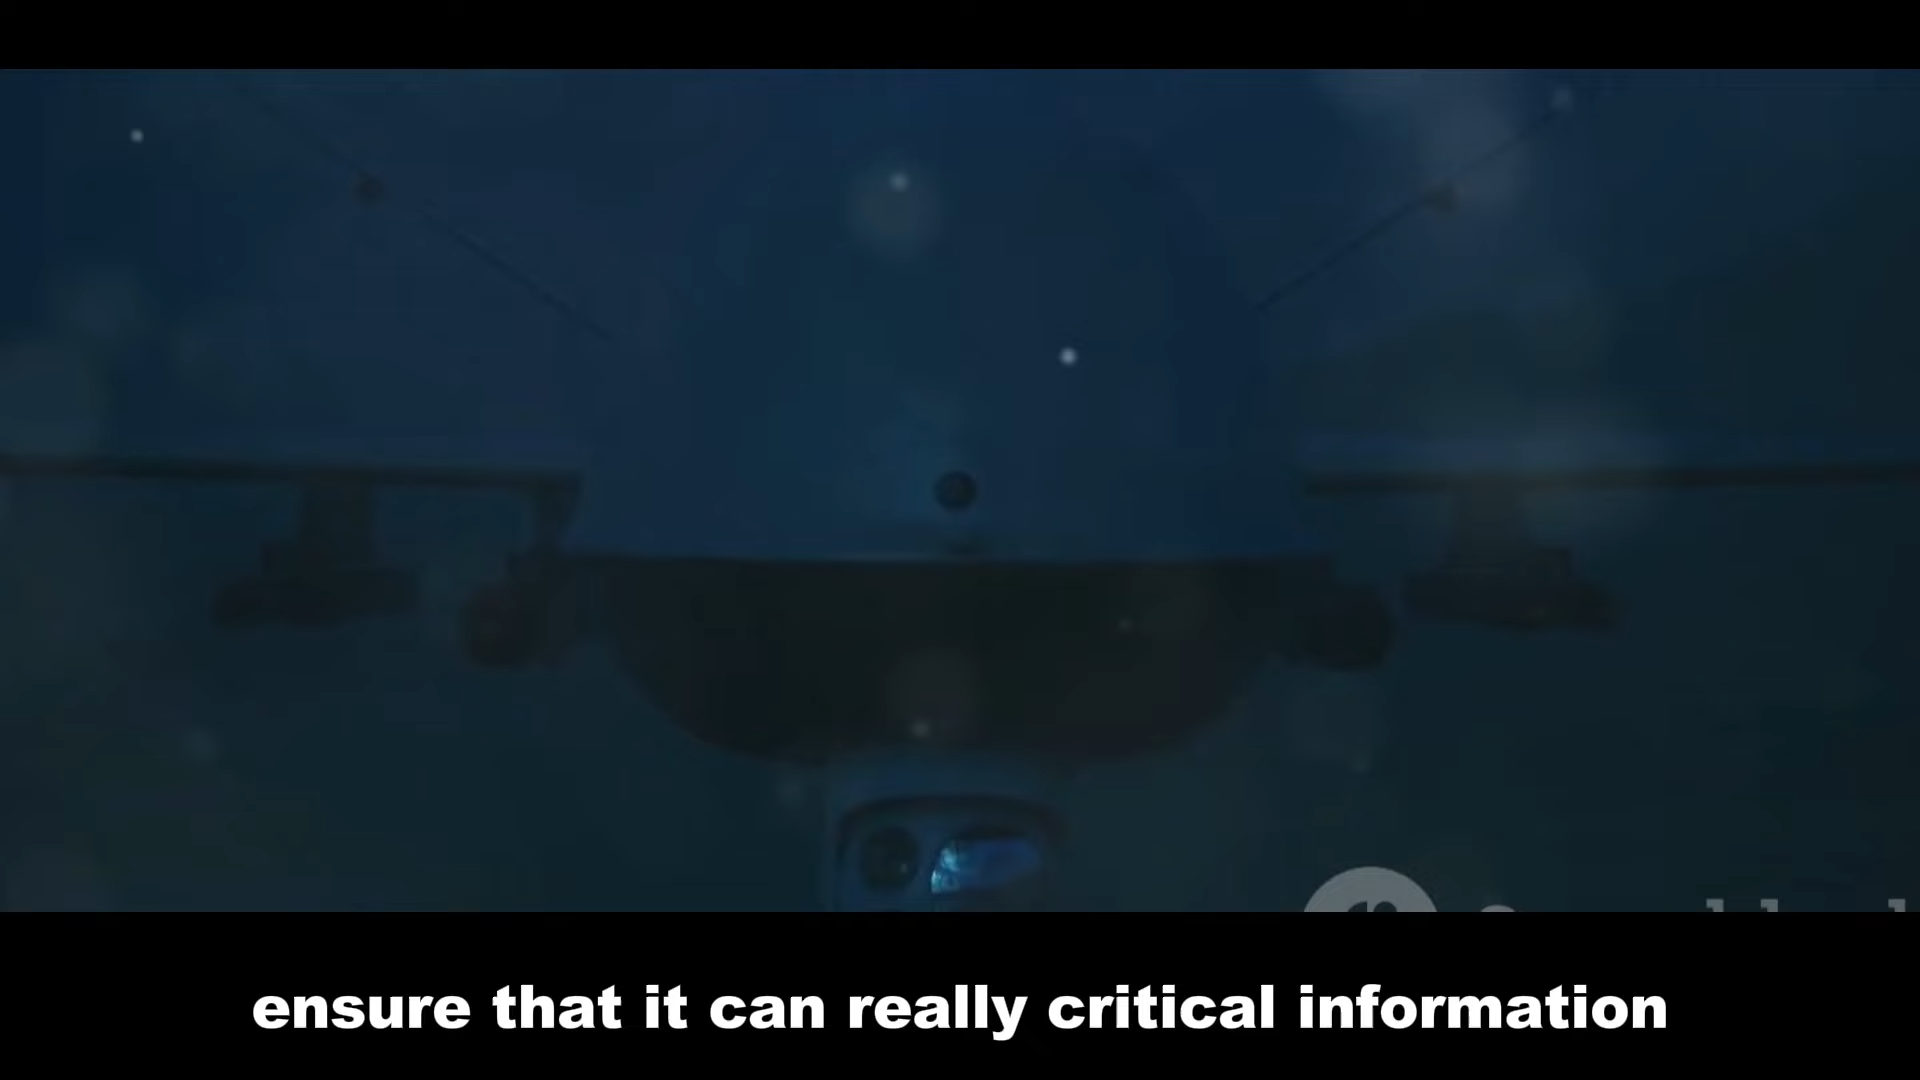 ensure that it can really critical information